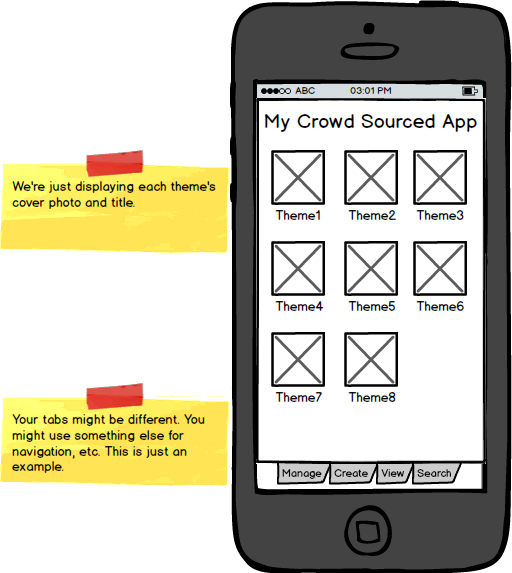 ABC 03:01 PM
My Crowd Sourced App
We're just displaying each theme's
cover photo and title.
Theme1 Theme2 Theme3
Theme4 Theme5 Theme6
Theme7 Theme8
Your tabs might be different. You
might use something else for
navigation, etc. This is just an
example.
Manage Create View Search